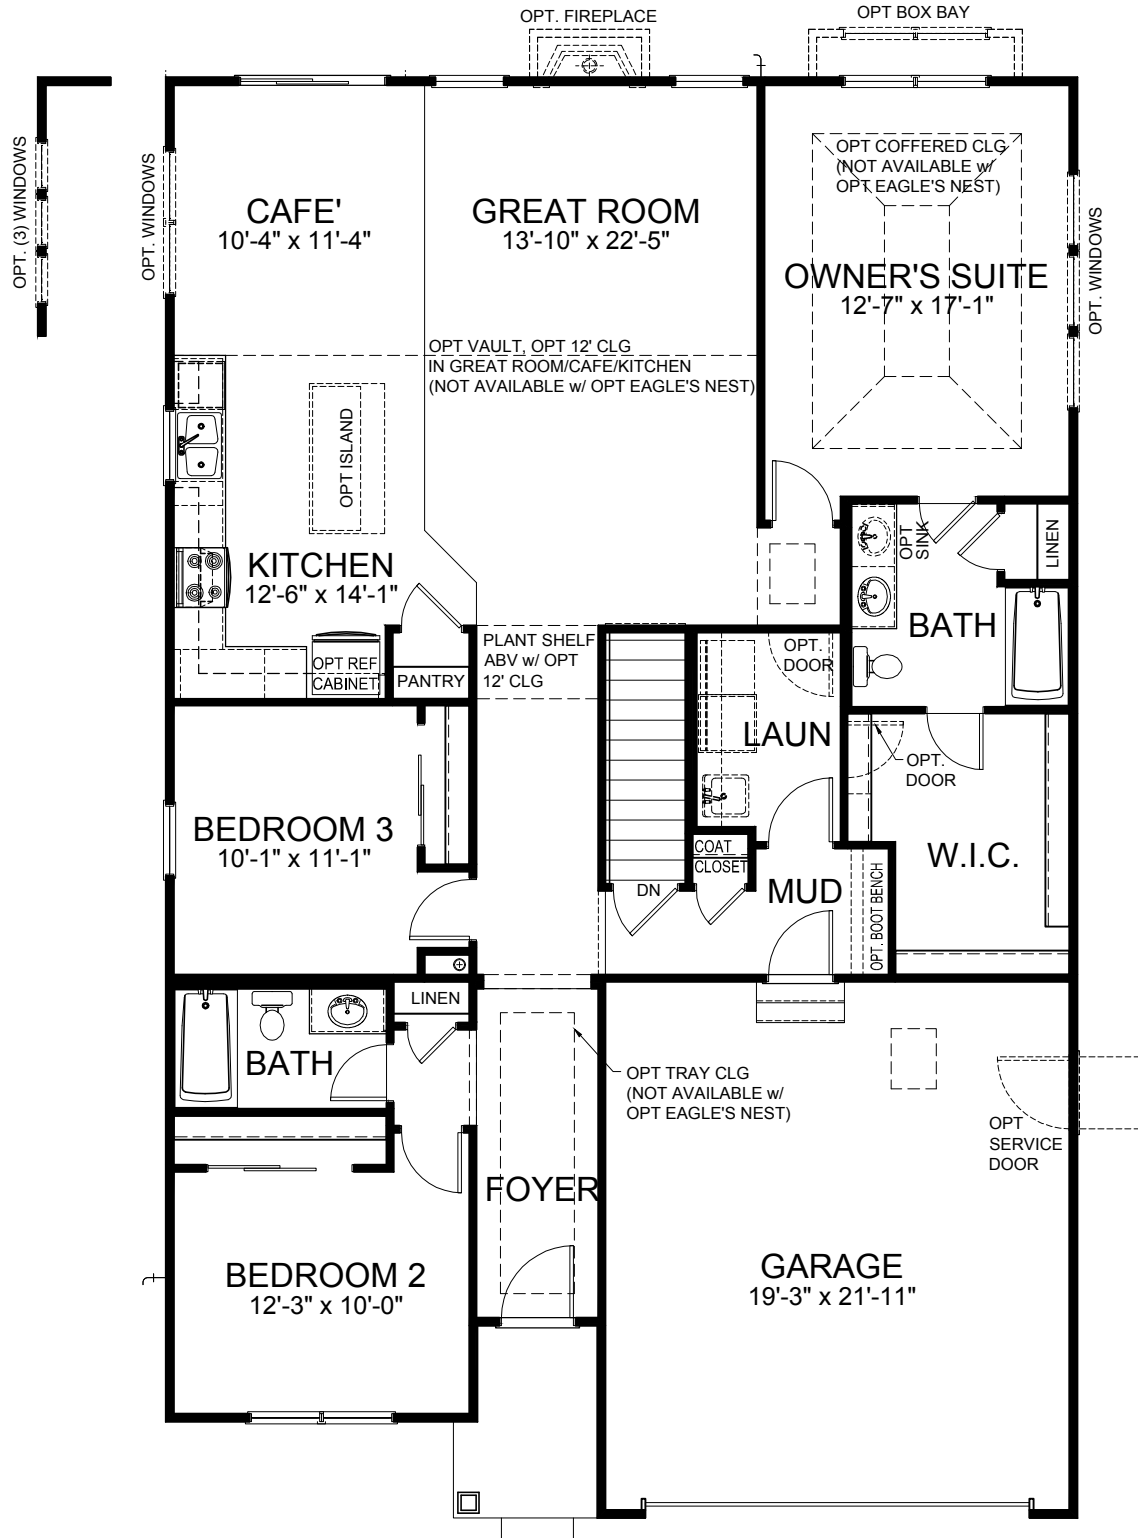 OPT. FIREPLACE
OPT BOX BAY
OPT. (3) WINDOWS
OPT. WINDOWS
CAFE'
10'-4" x 11'-4"
GREAT ROOM
13'-10" x 22'-5"
OPT COFFERED CLG
(NOT AVAILABLE w/
OPT EAGLE'S NEST)
OWNER'S SUITE
12'-7" x 17'-1"
OPT. WINDOWS
OPT VAULT, OPT 12' CLG
IN GREAT ROOM/CAFE/KITCHEN
(NOT AVAILABLE w/ OPT EAGLE'S NEST)
OPT ISLAND
KITCHEN
12'-6" x 14'-1"
OPT REF
CABINET
PANTRY
PLANT SHELF
ABV w/ OPT
12' CLG
OPT
SINK
LINEN
BATH
OPT.
DOOR
LAUN
OPT.
DOOR
BEDROOM 3
10'-1" x 11'-1"
COAT
CLOSET
DN
MUD
OPT. BOOT BENCH
W.I.C.
LINEN
BATH
OPT TRAY CLG
(NOT AVAILABLE w/
OPT EAGLE'S NEST)
OPT
SERVICE
DOOR
FOYER
BEDROOM 2
12'-3" x 10'-0"
GARAGE
19'-3" x 21'-11"